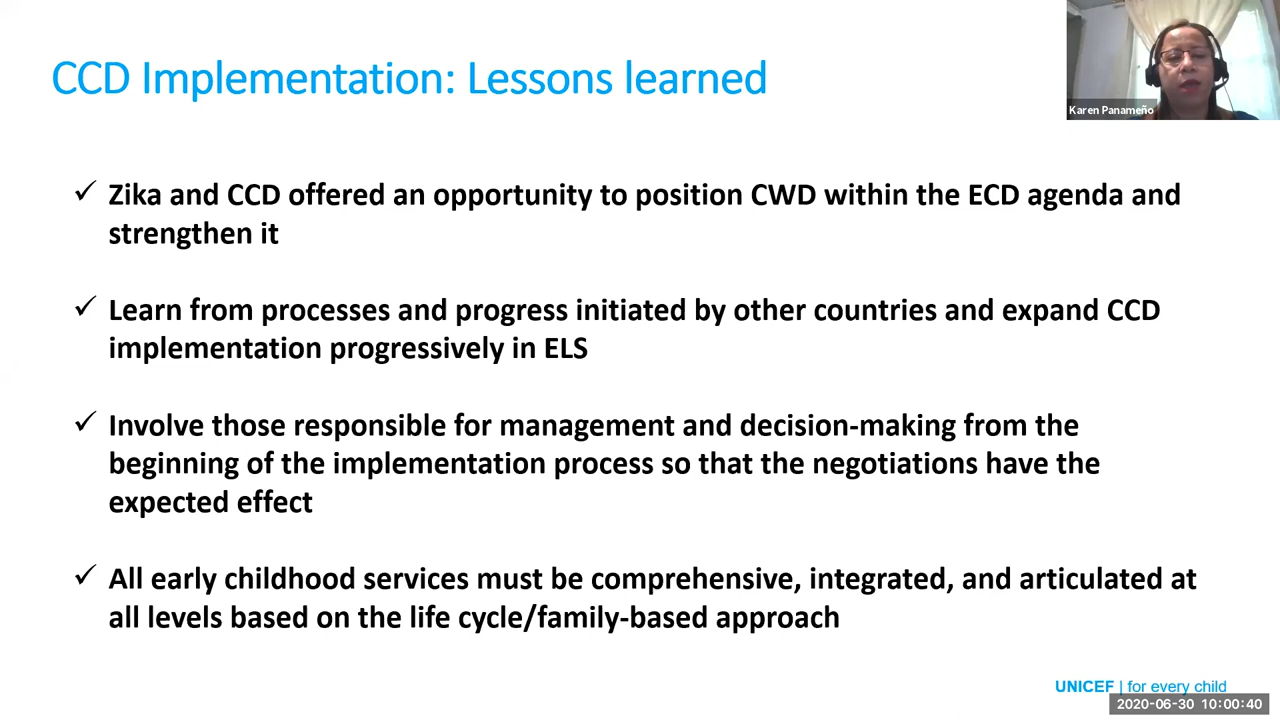 CCD Implementation: Lessons learned
Karen Panameño
✓ Zika and CCD offered an opportunity to position CWD within the ECD agenda and
strengthen it
✓ Learn from processes and progress initiated by other countries and expand CCD
implementation progressively in ELS
✓ Involve those responsible for management and decision-making from the
beginning of the implementation process so that the negotiations have the
expected effect
✓ All early childhood services must be comprehensive, integrated, and articulated at
all levels based on the life cycle/family-based approach
UNICEF | for every child
2020-06-30 10:00:40